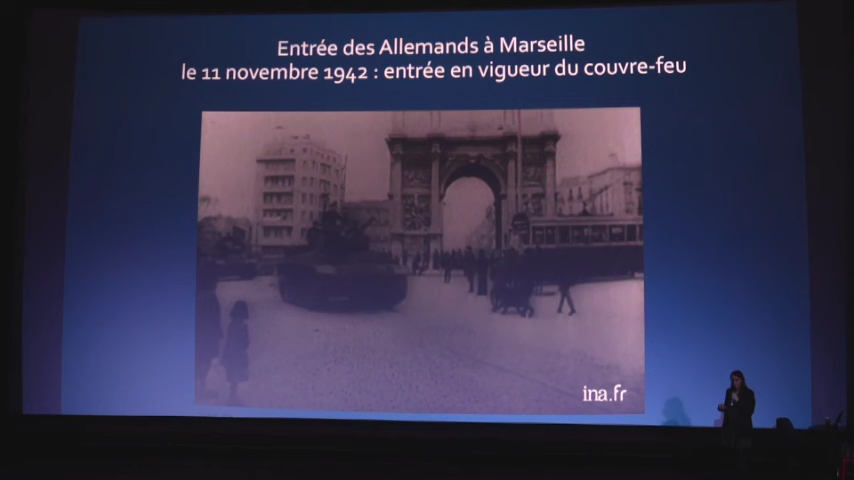 Entrée des Allemands à Marseille
le 11 novembre 1942 : entrée en vigueur du couvre-feu
ina.fr